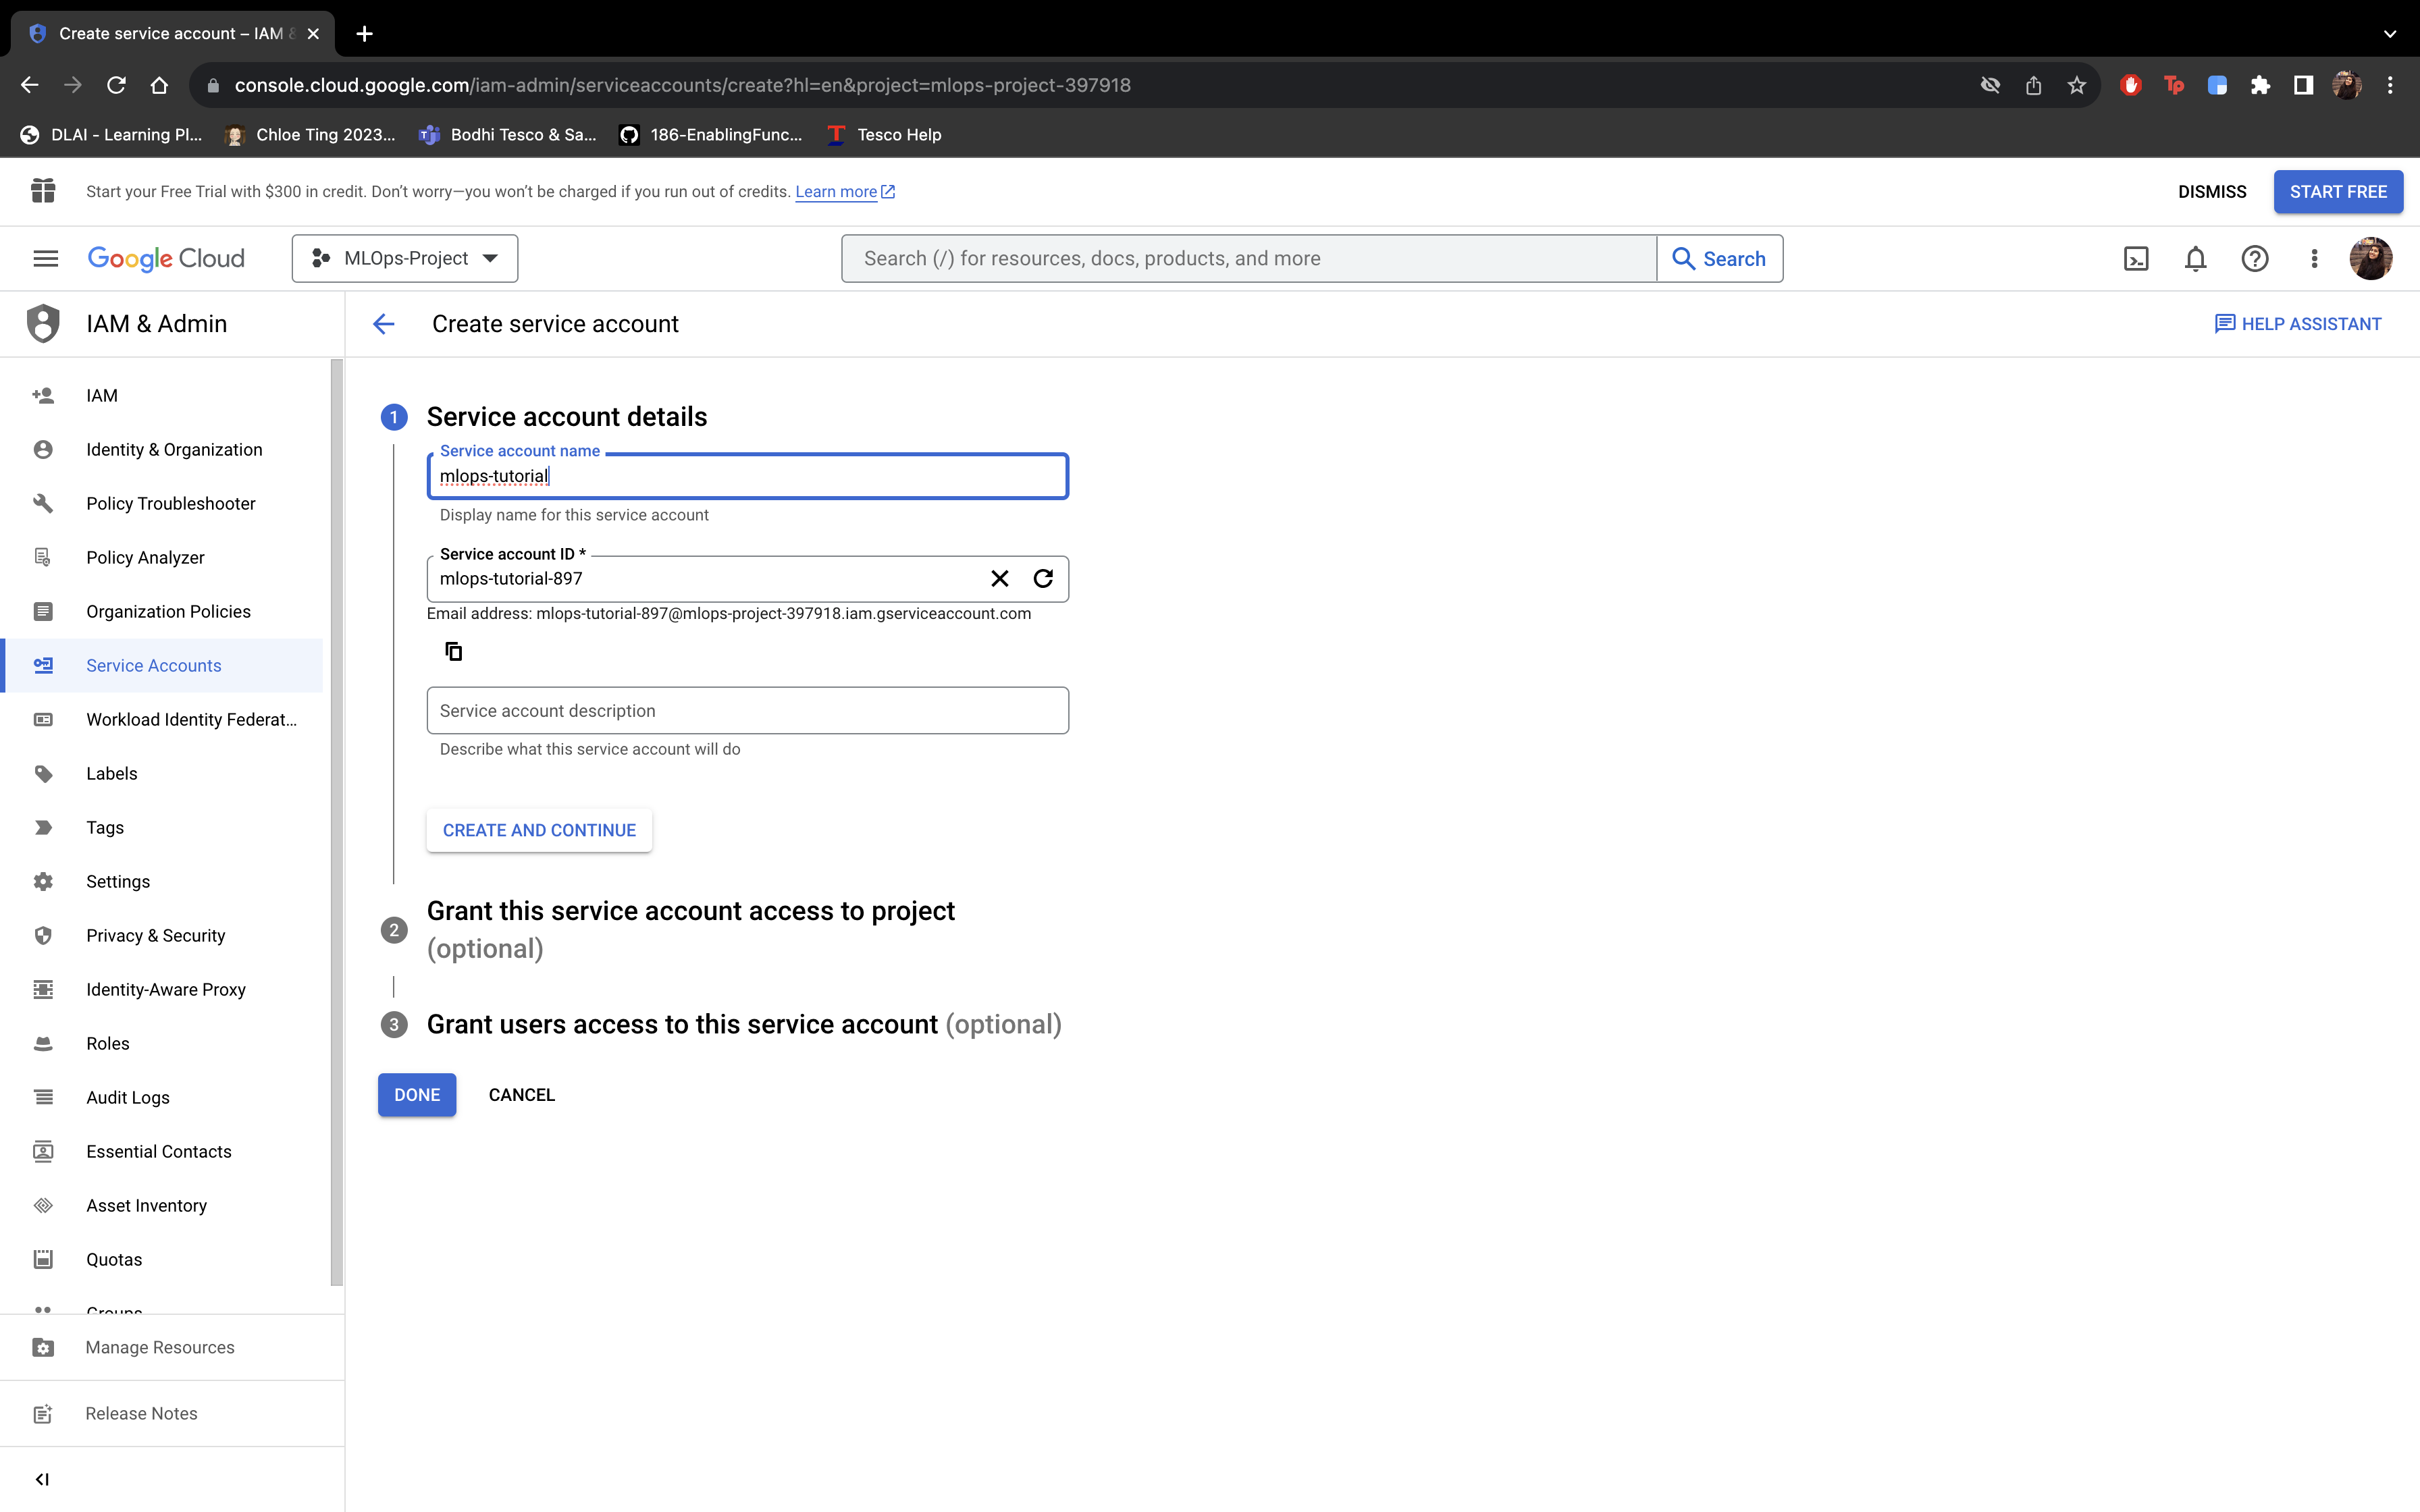 Create service account – IAM &
console.cloud.google.com/iam-admin/serviceaccounts/create?hl=en&project=mlops-project-397918
DLAI - Learning Pl...
Chloe Ting 2023...
Bodhi Tesco & Sa...
186-EnablingFunc...
Tesco Help
Start your Free Trial with $300 in credit. Don't worry—you won't be charged if you run out of credits. Learn more
DISMISS
START FREE
Google Cloud
MLOps-Project
Search (/) for resources, docs, products, and more
Search
IAM & Admin
Create service account
HELP ASSISTANT
IAM
Identity & Organization
Policy Troubleshooter
Policy Analyzer
Organization Policies
Service Accounts
Workload Identity Federat...
Labels
Tags
Settings
Privacy & Security
Identity-Aware Proxy
Roles
Audit Logs
Essential Contacts
Asset Inventory
Quotas
Groups
Manage Resources
Release Notes
1
Service account details
Service account name
mlops-tutorial
Display name for this service account
Service account ID *
mlops-tutorial-897
Email address: mlops-tutorial-897@mlops-project-397918.iam.gserviceaccount.com
Service account description
Describe what this service account will do
CREATE AND CONTINUE
2
Grant this service account access to project
(optional)
3
Grant users access to this service account (optional)
DONE
CANCEL